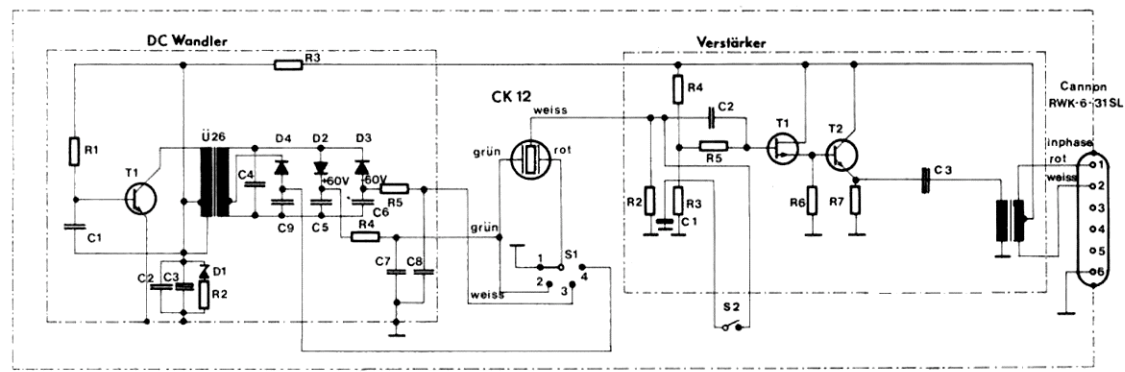 DC Wandler
Verstärker
R3
R4
Cannon
RWK-6-31SL
CK 12
weiss
C2
T1
T2
inphase
R1
Ü26
D4
D2
D3
grün
rot
rot
1
R5
weiss
2
T1
C4
+60V
60V
R5
C3
3
R2
R3
R6
R7
C1
C9
C5
C6
C1
4
R4
grün
5
C2
C3
D1
C7
C8
1
S1
4
6
R2
2
3
weiss
S2